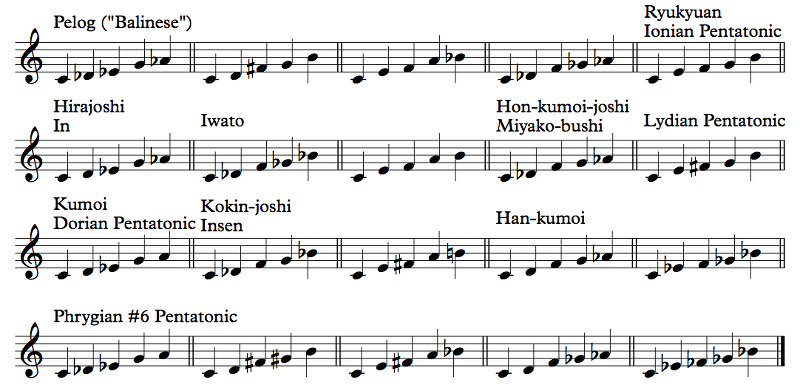 Pelog ("Balinese")
Ryukyuan
Ionian Pentatonic
Hirajoshi
In
Iwato
Hon-kumoi-joshi
Miyako-bushi
Lydian Pentatonic
Kumoi
Dorian Pentatonic
Kokin-joshi
Insen
Han-kumoi
Phrygian #6 Pentatonic